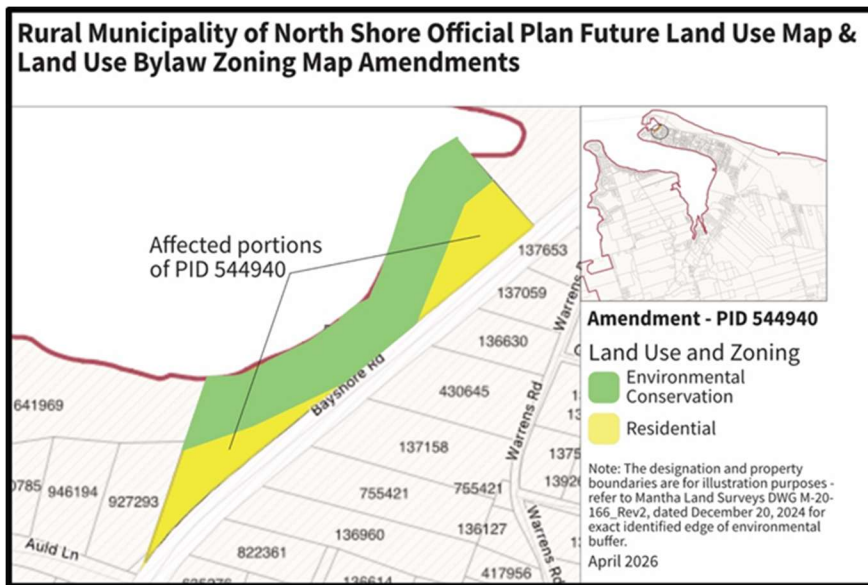 Rural Municipality of North Shore Official Plan Future Land Use Map &
Land Use Bylaw Zoning Map Amendments
Affected portions
of PID 544940
137653
137059
136630
430645
137158
755421
755421
136960
136127
822361
417956
641969
946194
927293
Auld Ln
Bayshore Rd
Warrens Rd
Warrens Rd
Amendment - PID 544940
Land Use and Zoning
Environmental
Conservation
Residential
Note: The designation and property
boundaries are for illustration purposes -
refer to Mantha Land Surveys DWG M-20-
166_Rev2, dated December 20, 2024 for
exact identified edge of environmental
buffer.
April 2026